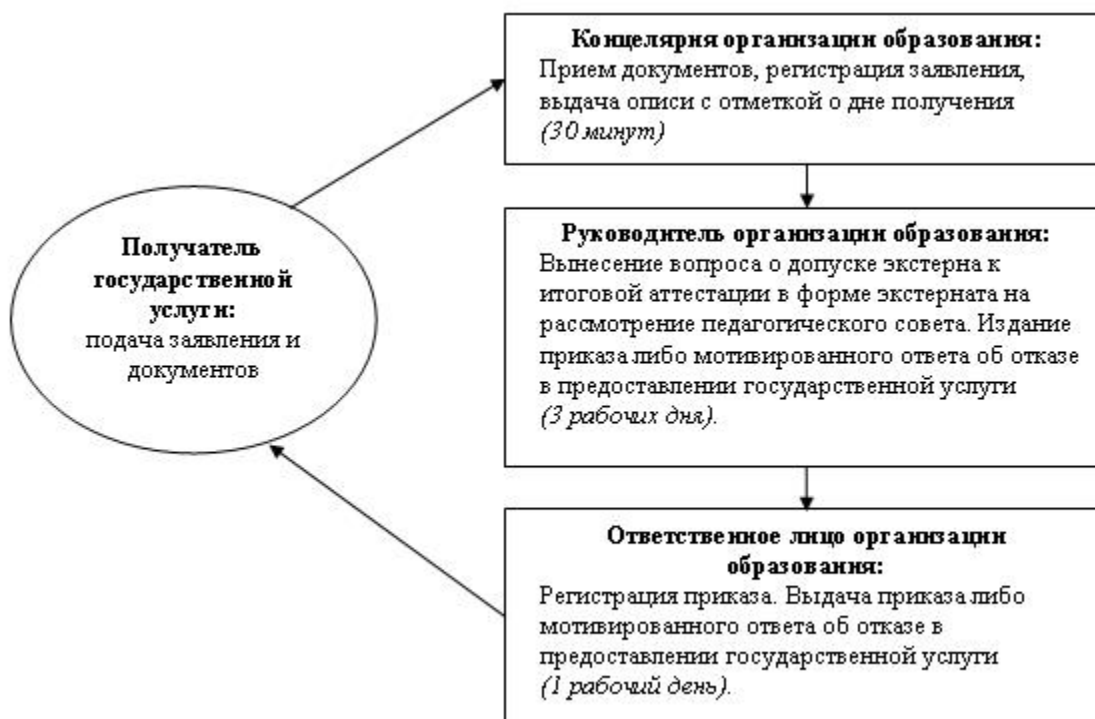 Концелярия организации образования:
Прием документов, регистрация заявления,
выдача описи с отметкой о дне получения
(30 минут)
Получатель
государственной
услуги:
подача заявления и
документов
Руководитель организации образования:
Вынесение вопроса о допуске экстерна к
итоговой аттестации в форме экстерната на
рассмотрение педагогического совета. Издание
приказа либо мотивированного ответа об отказе
в предоставлении государственной услуги
(3 рабочих дня).
Ответственное лицо организации
образования:
Регистрация приказа. Выдача приказа либо
мотивированного ответа об отказе в
предоставлении государственной услуги
(1 рабочий день).